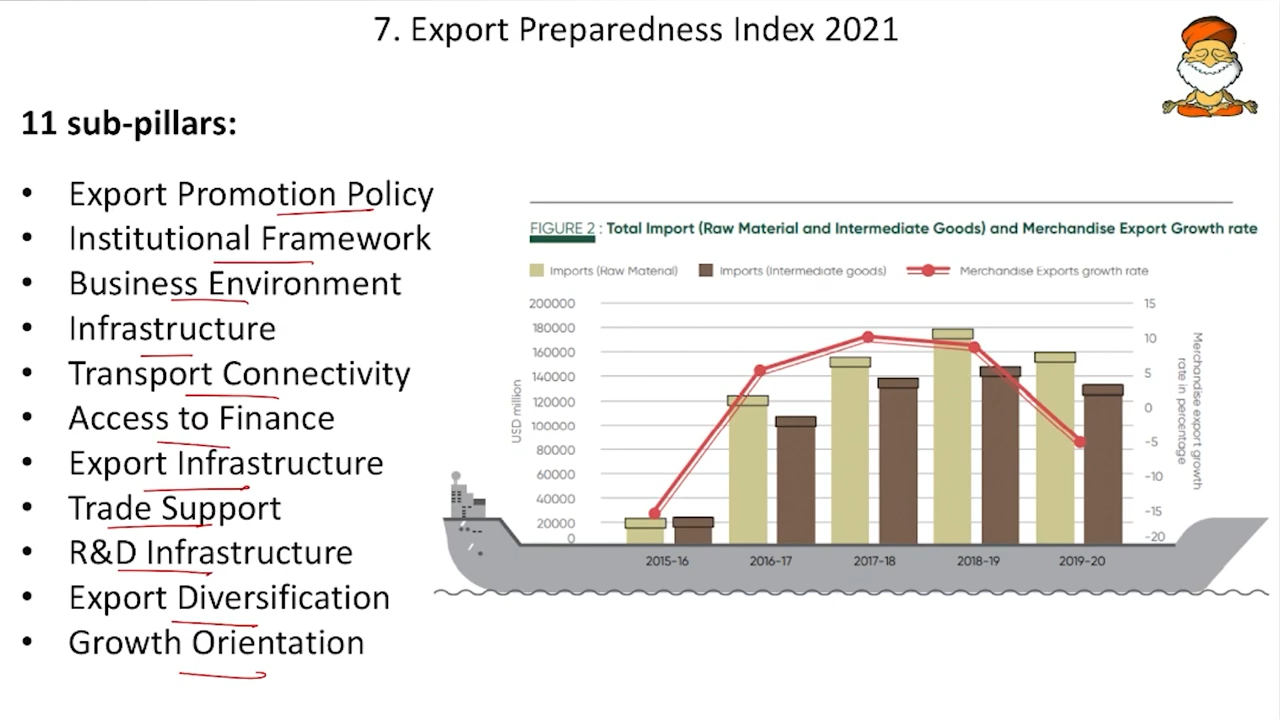 7. Export Preparedness Index 2021
11 sub-pillars:
• Export Promotion Policy
• Institutional Framework
• Business Environment
• Infrastructure
• Transport Connectivity
• Access to Finance
• Export Infrastructure
• Trade Support
• R&D Infrastructure
• Export Diversification
• Growth Orientation
FIGURE 2 : Total Import (Raw Material and Intermediate Goods) and Merchandise Export Growth rate
Imports (Raw Material) Imports (Intermediate goods) Merchandise Exports growth rate
USD million
200000
180000
160000
140000
120000
100000
80000
60000
40000
20000
0
15
10
5
0
-5
-10
-15
-20
Merchandise export growth
rate in percentage
2015-16 2016-17 2017-18 2018-19 2019-20